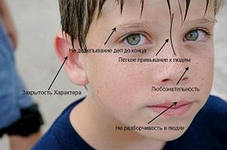 Не доделывание дел до конца
Легкое привыкание к людям
Закрытость Характера
Любознательность
Не разборчивость в людях